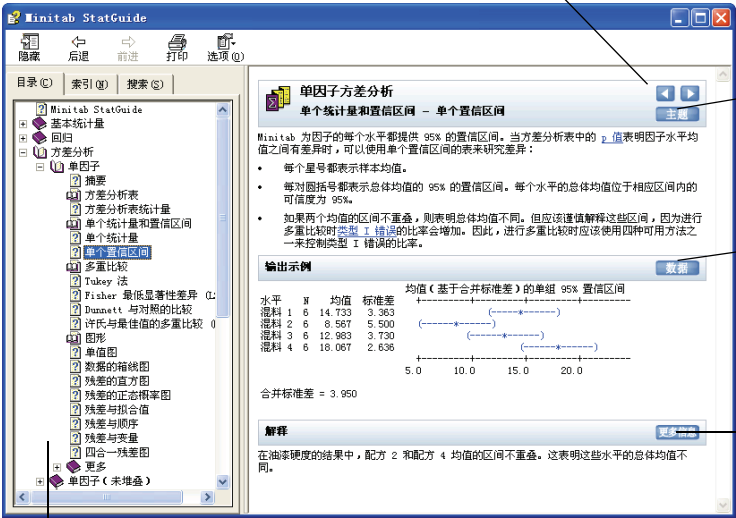 Minitab StatGuide
隐藏 后退 前进 打印 选项(O)
目录(C) 索引(N) 搜索(S)
Minitab StatGuide
基本统计量
回归
方差分析
单因子
摘要
方差分析表
方差分析表统计量
单个统计量和置信区间
单个统计量
单个置信区间
多重比较
Tukey 法
Fisher 最低显著性差异 (L:
Dunnett 与对照的比较
许氏与最佳值的多重比较 (
图形
单值图
数据的箱线图
残差的直方图
残差的正态概率图
残差与拟合值
残差与顺序
残差与变量
四合一残差图
更多
单因子(未堆叠)
单因子方差分析
单个统计量和置信区间 - 单个置信区间
主题
Minitab 为因子的每个水平都提供 95% 的置信区间。当方差分析表中的 p 值表明因子水平均
值之间有差异时,可以使用单个置信区间的表来研究差异:
• 每个星号都表示样本均值。
• 每对圆括号都表示总体均值的 95% 的置信区间。每个水平的总体均值位于相应区间内的
可信度为 95%。
• 如果两个均值的区间不重叠,则表明总体均值不同。但应该谨慎解释这些区间,因为进行
多重比较时类型 I 错误的比率会增加。因此,进行多重比较时应该使用四种可用方法之
一来控制类型 I 错误的比率。
输出示例 数据
均值(基于合并标准差)的单组 95% 置信区间
水平 N 均值 标准差 +---------+---------+---------+---------
混料 1 6 14.733 3.363 (------*------)
混料 2 6 8.567 5.500 (------*------)
混料 3 6 12.983 3.730 (------*------)
混料 4 6 18.067 2.636 (------*------)
+---------+---------+---------+---------
5.0 10.0 15.0 20.0
合并标准差 = 3.950
解释 更多信息
在油漆硬度的结果中,配方 2 和配方 4 均值的区间不重叠。这表明这些水平的总体均值不
同。